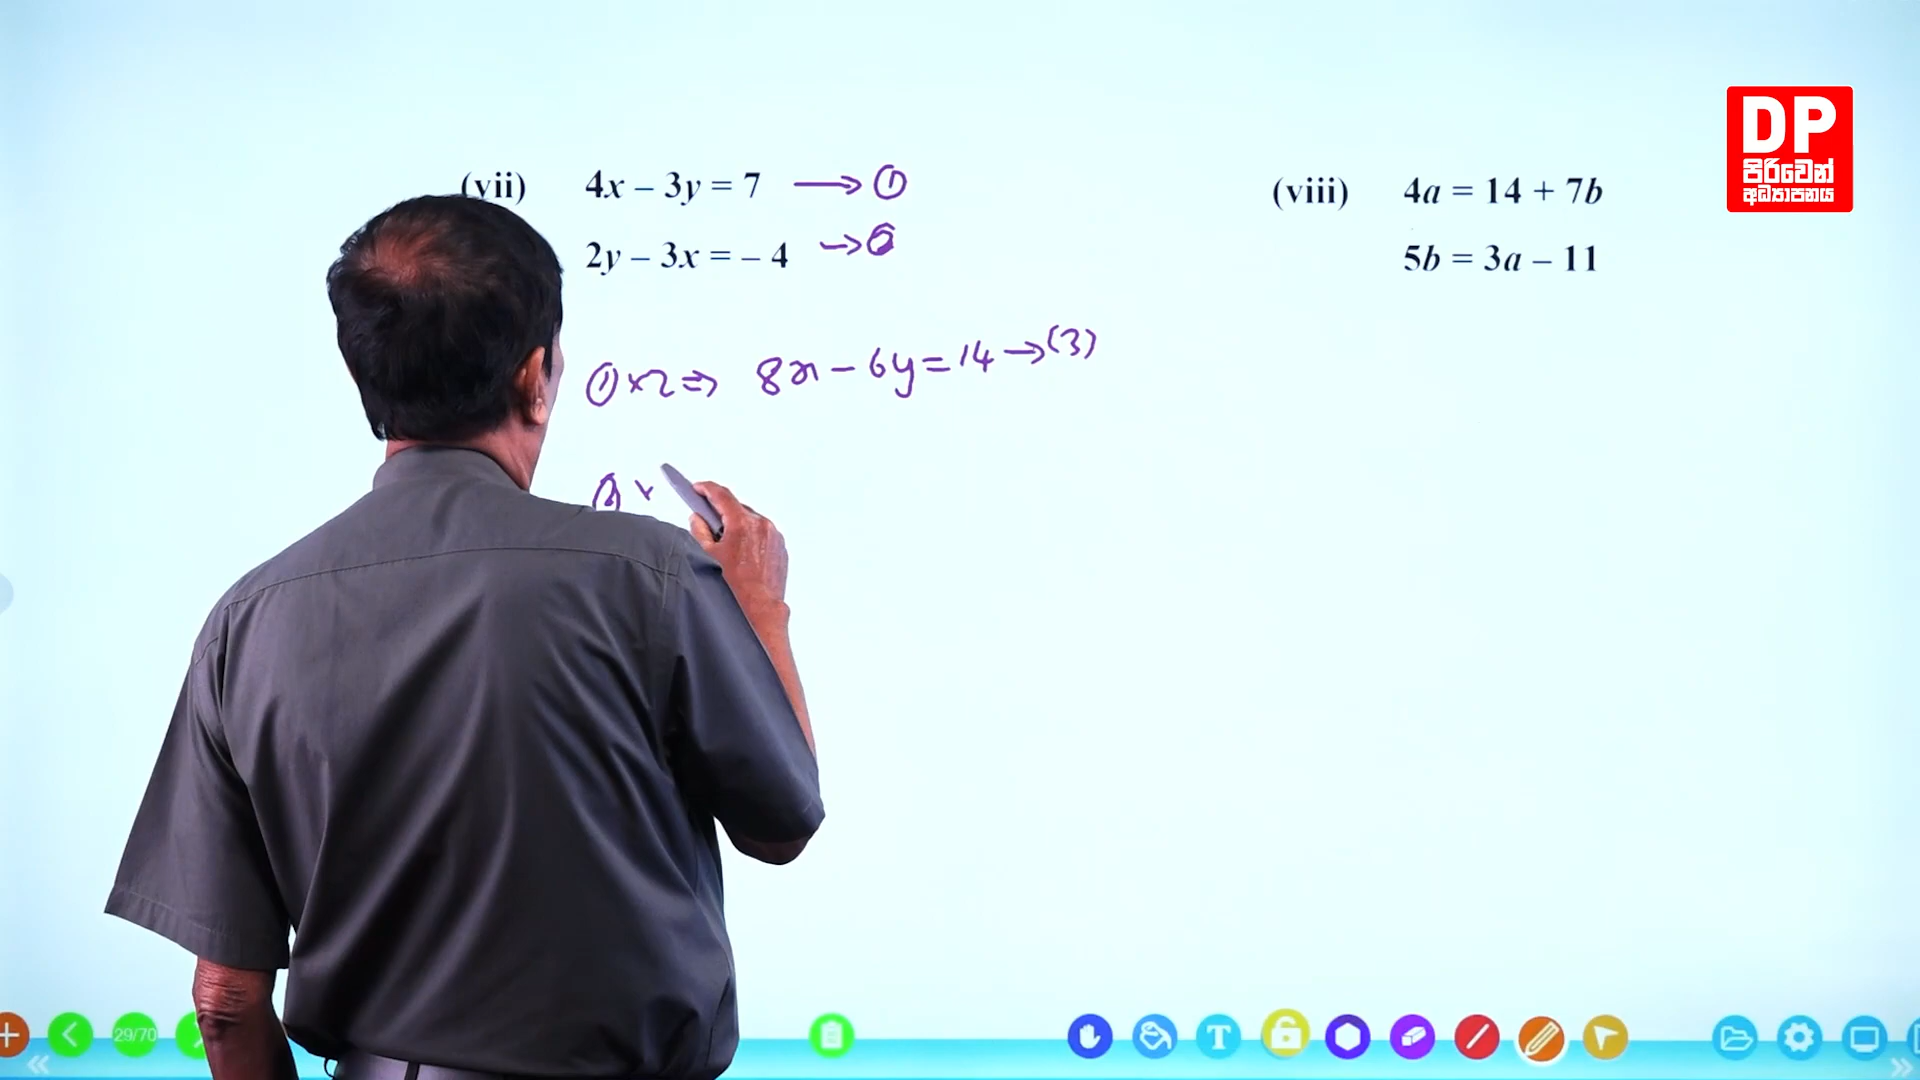 DP
පිරිවෙන්
අධ්‍යාපනය
(vii) 4x – 3y = 7 → ①
2y – 3x = – 4 → ②
① × 2 ⇒ 8x – 6y = 14 → (3)
② ×
(viii) 4a = 14 + 7b
5b = 3a – 11
29/70
T